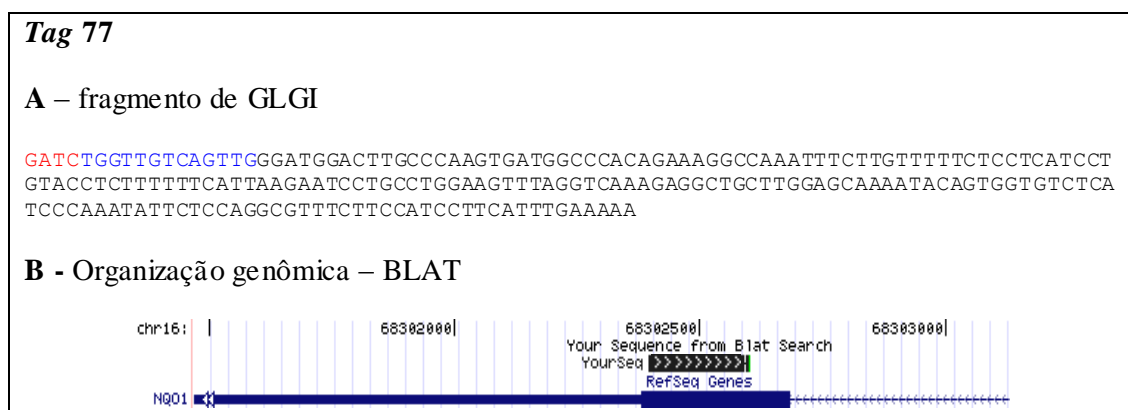 Tag 77
A – fragmento de GLGI
GATCTGGTTGTCAGTTGGGATGGACTTGCCCAAGTGATGGCCCACAGAAAGGCCAAATTTCTTGTTTTTCTCCTCATCCT
GTACCTCTTTTTTCATTAAGAATCCTGCCTGGAAGTTTAGGTCAAAGAGGCTGCTTGGAGCAAAATACAGTGGTGTCTCA
TCCCAAATATTCTCCAGGCGTTTCTTCCATCCTTCATTTGAAAAA
B - Organização genômica – BLAT
chr16: 68302000 68302500 68303000
Your Sequence from Blat Search
YourSeq
RefSeq Genes
NQO1